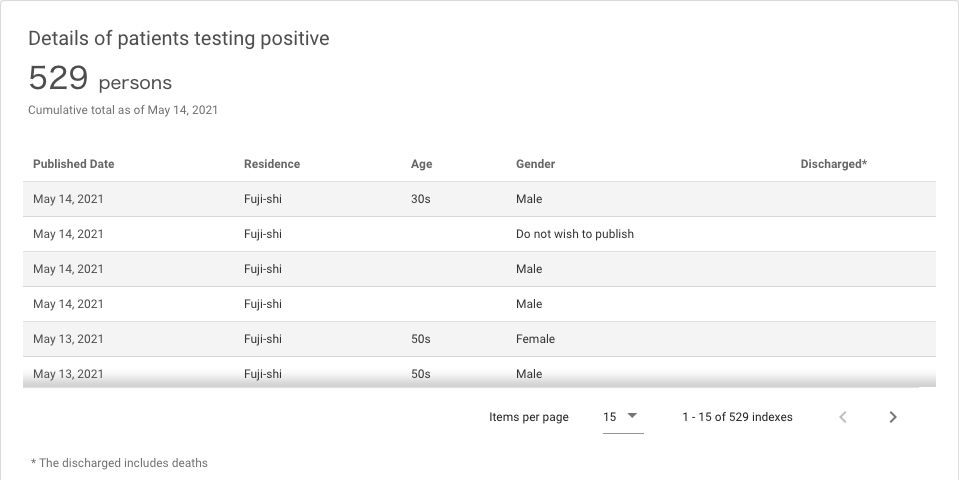 Details of patients testing positive
529 persons
Cumulative total as of May 14, 2021
Published Date Residence Age Gender Discharged*
May 14, 2021 Fuji-shi 30s Male
May 14, 2021 Fuji-shi Do not wish to publish
May 14, 2021 Fuji-shi Male
May 14, 2021 Fuji-shi Male
May 13, 2021 Fuji-shi 50s Female
May 13, 2021 Fuji-shi 50s Male
Items per page 15 1 - 15 of 529 indexes
* The discharged includes deaths